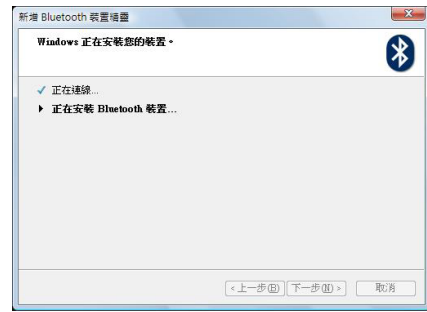 新增 Bluetooth 裝置精靈
Windows 正在安裝您的裝置。
正在連線...
正在安裝 Bluetooth 裝置...
<上一步(B) 下一步(N)> 取消